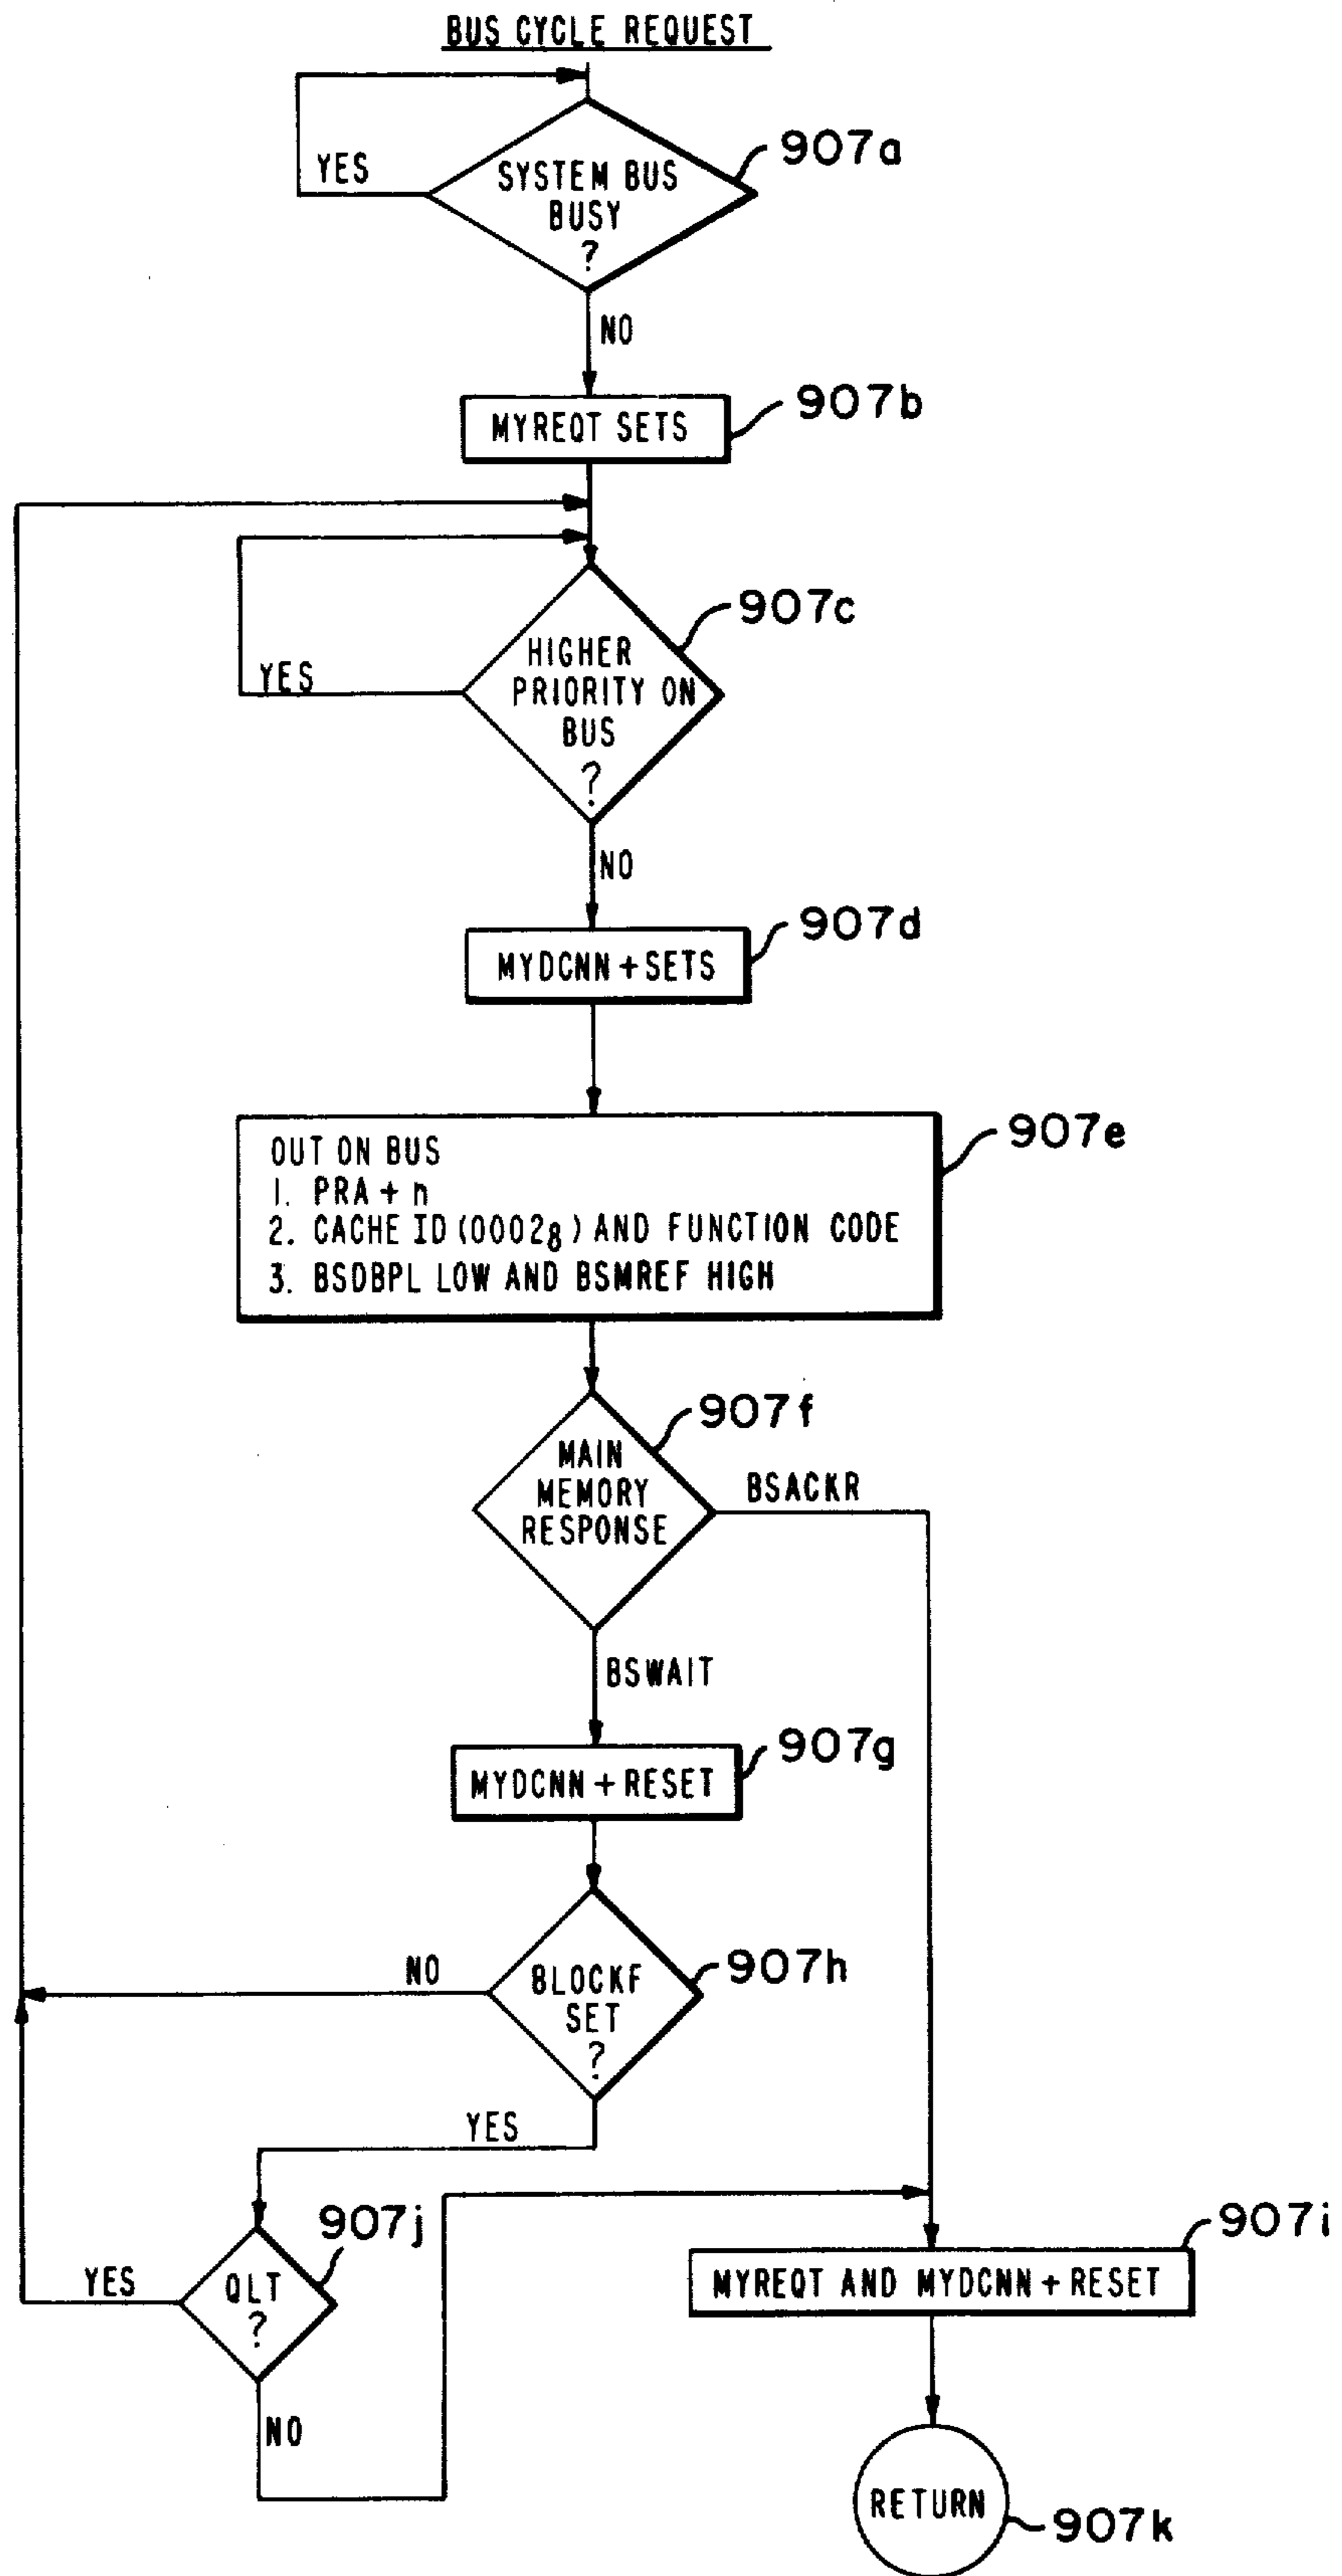 BUS CYCLE REQUEST
907a
YES
SYSTEM BUS
BUSY
?
NO
907b
MYREQT SETS
907c
YES
HIGHER
PRIORITY ON
BUS
?
NO
907d
MYDCNN + SETS
907e
OUT ON BUS
1. PRA + n
2. CACHE ID (0002₈) AND FUNCTION CODE
3. BSDBPL LOW AND BSMREF HIGH
907f
MAIN
MEMORY
RESPONSE
BSACKR
BSWAIT
907g
MYDCNN + RESET
907h
NO
BLOCKF
SET
?
YES
907j
YES
QLT
?
NO
907i
MYREQT AND MYDCNN + RESET
RETURN
907k